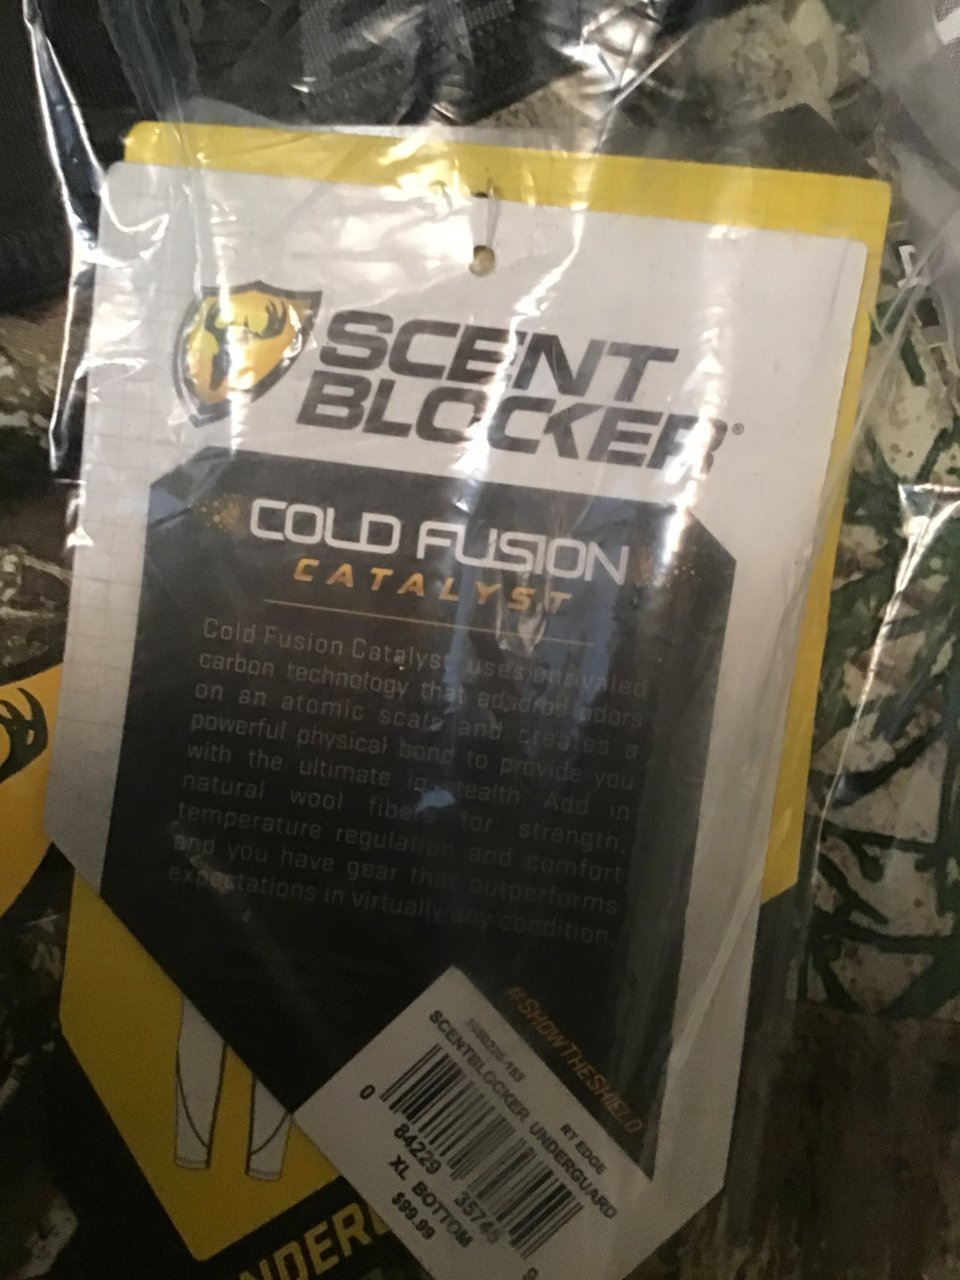 SCENT
BLOCKER®
COLD FUSION
CATALYST
Cold Fusion Catalyst uses unrivaled
carbon technology that adsorbs odors
on an atomic scale and creates a
powerful physical bond to provide you
with the ultimate in stealth Add in
natural wool fibers for strength,
temperature regulation and comfort
and you have gear that outperforms
expectations in virtually any condition.
#SHOWTHESHIELD
RT EDGE
SCENTBLOCKER UNDERGUARD
0 84229 35745
XL BOTTOM
$99.99